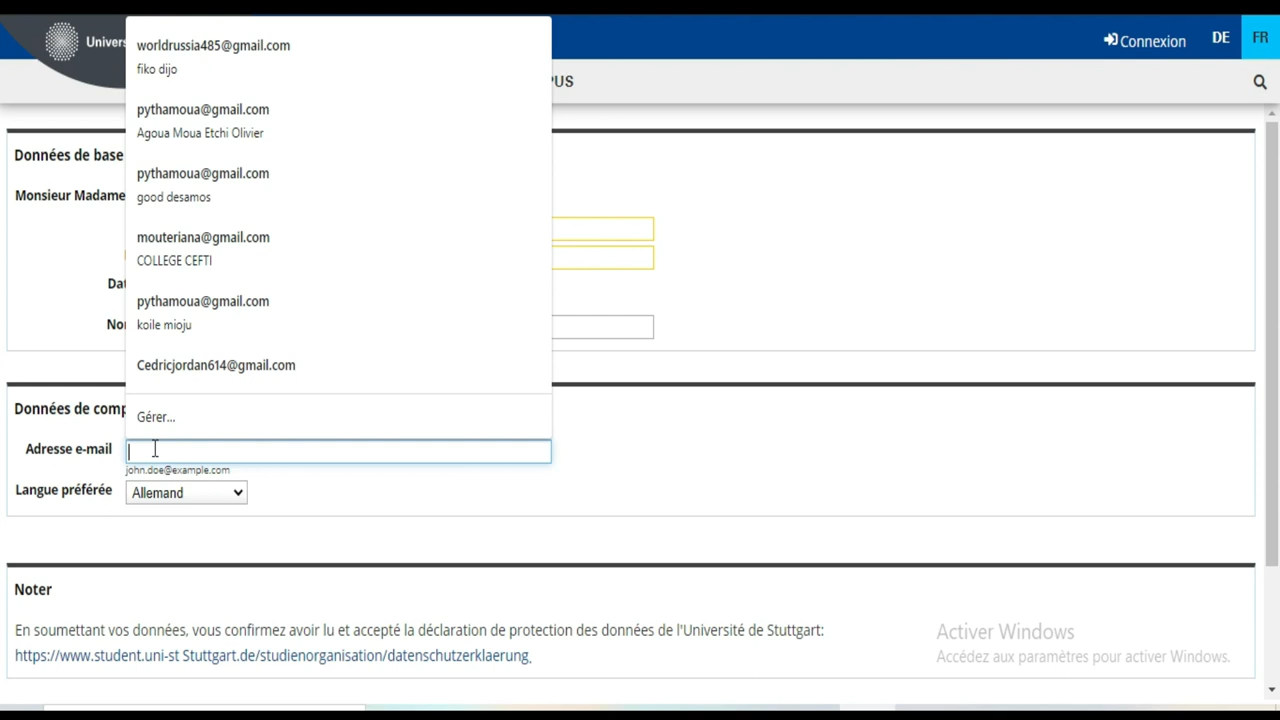 Univers
Connexion
DE
FR
PUS
worldrussia485@gmail.com
fiko dijo
pythamoua@gmail.com
Agoua Moua Etchi Olivier
pythamoua@gmail.com
good desamos
mouteriana@gmail.com
COLLEGE CEFTI
pythamoua@gmail.com
koile mioju
Cedricjordan614@gmail.com
Gérer...
Données de base
Monsieur Madame
Dat
Nor
Données de comp
Adresse e-mail
john.doe@example.com
Langue préférée
Allemand
Noter
En soumettant vos données, vous confirmez avoir lu et accepté la déclaration de protection des données de l'Université de Stuttgart:
https://www.student.uni-st Stuttgart.de/studienorganisation/datenschutzerklaerung.
Activer Windows
Accédez aux paramètres pour activer Windows.